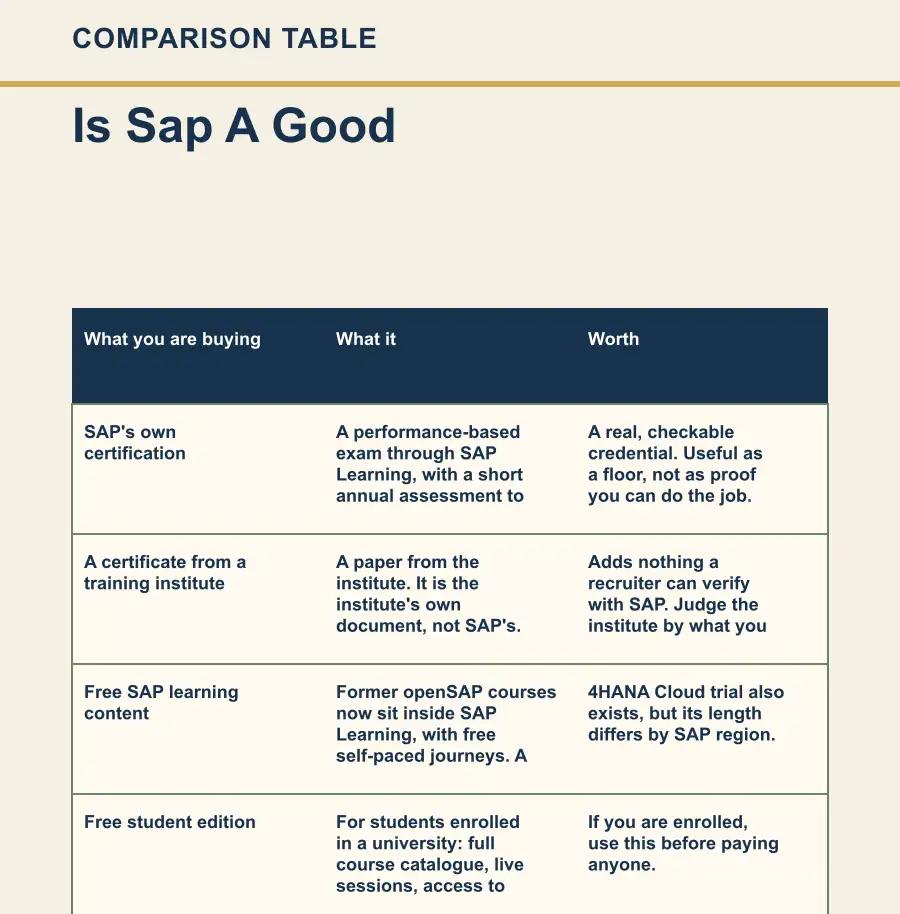 COMPARISON TABLE
Is Sap A Good
What you are buying
What it
Worth
SAP's own
certification
A performance-based
exam through SAP
Learning, with a short
annual assessment to
A real, checkable
credential. Useful as
a floor, not as proof
you can do the job.
A certificate from a
training institute
A paper from the
institute. It is the
institute's own
document, not SAP's.
Adds nothing a
recruiter can verify
with SAP. Judge the
institute by what you
Free SAP learning
content
Former openSAP courses
now sit inside SAP
Learning, with free
self-paced journeys. A
4HANA Cloud trial also
exists, but its length
differs by SAP region.
Free student edition
For students enrolled
in a university: full
course catalogue, live
sessions, access to
If you are enrolled,
use this before paying
anyone.